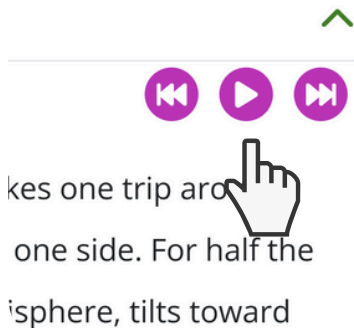 kes one trip aro
one side. For half the
isphere, tilts toward